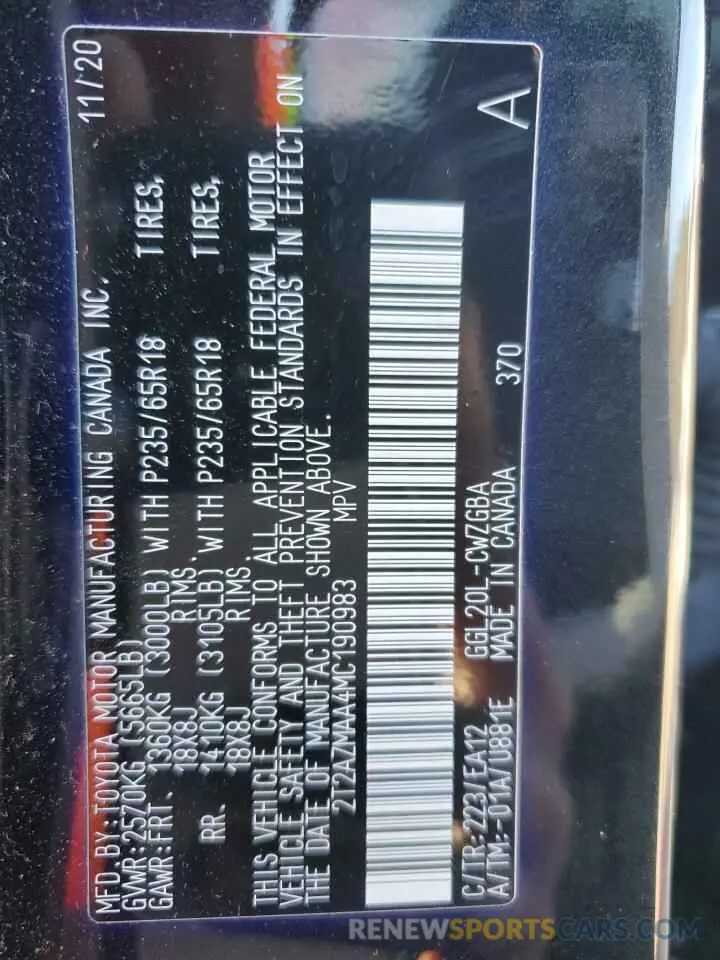 MFD.BY:TOYOTA MOTOR MANUFACTURING CANADA INC. 11/20
GVWR:2570KG (5665LB)
GAWR:FRT. 1360KG (3000LB) WITH P235/65R18 TIRES,
18X8J RIMS.
RR. 1410KG (3105LB) WITH P235/65R18 TIRES,
18X8J RIMS.
THIS VEHICLE CONFORMS TO ALL APPLICABLE FEDERAL MOTOR
VEHICLE SAFETY AND THEFT PREVENTION STANDARDS IN EFFECT ON
THE DATE OF MANUFACTURE SHOWN ABOVE.
2T2AZMAA4MC190983 MPV
C/TR:223/EA12 GGL20L-CWZGBA
A/TM:-01A/U881E MADE IN CANADA 370 A
RENEWSPORTSCARS.COM